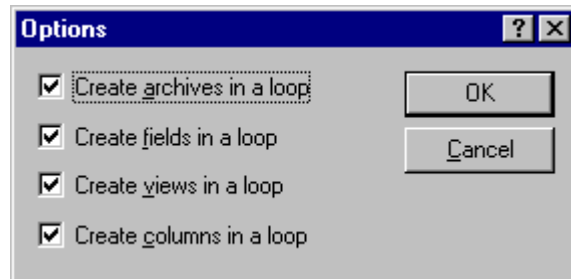 Options
Create archives in a loop
OK
Create fields in a loop
Cancel
Create views in a loop
Create columns in a loop